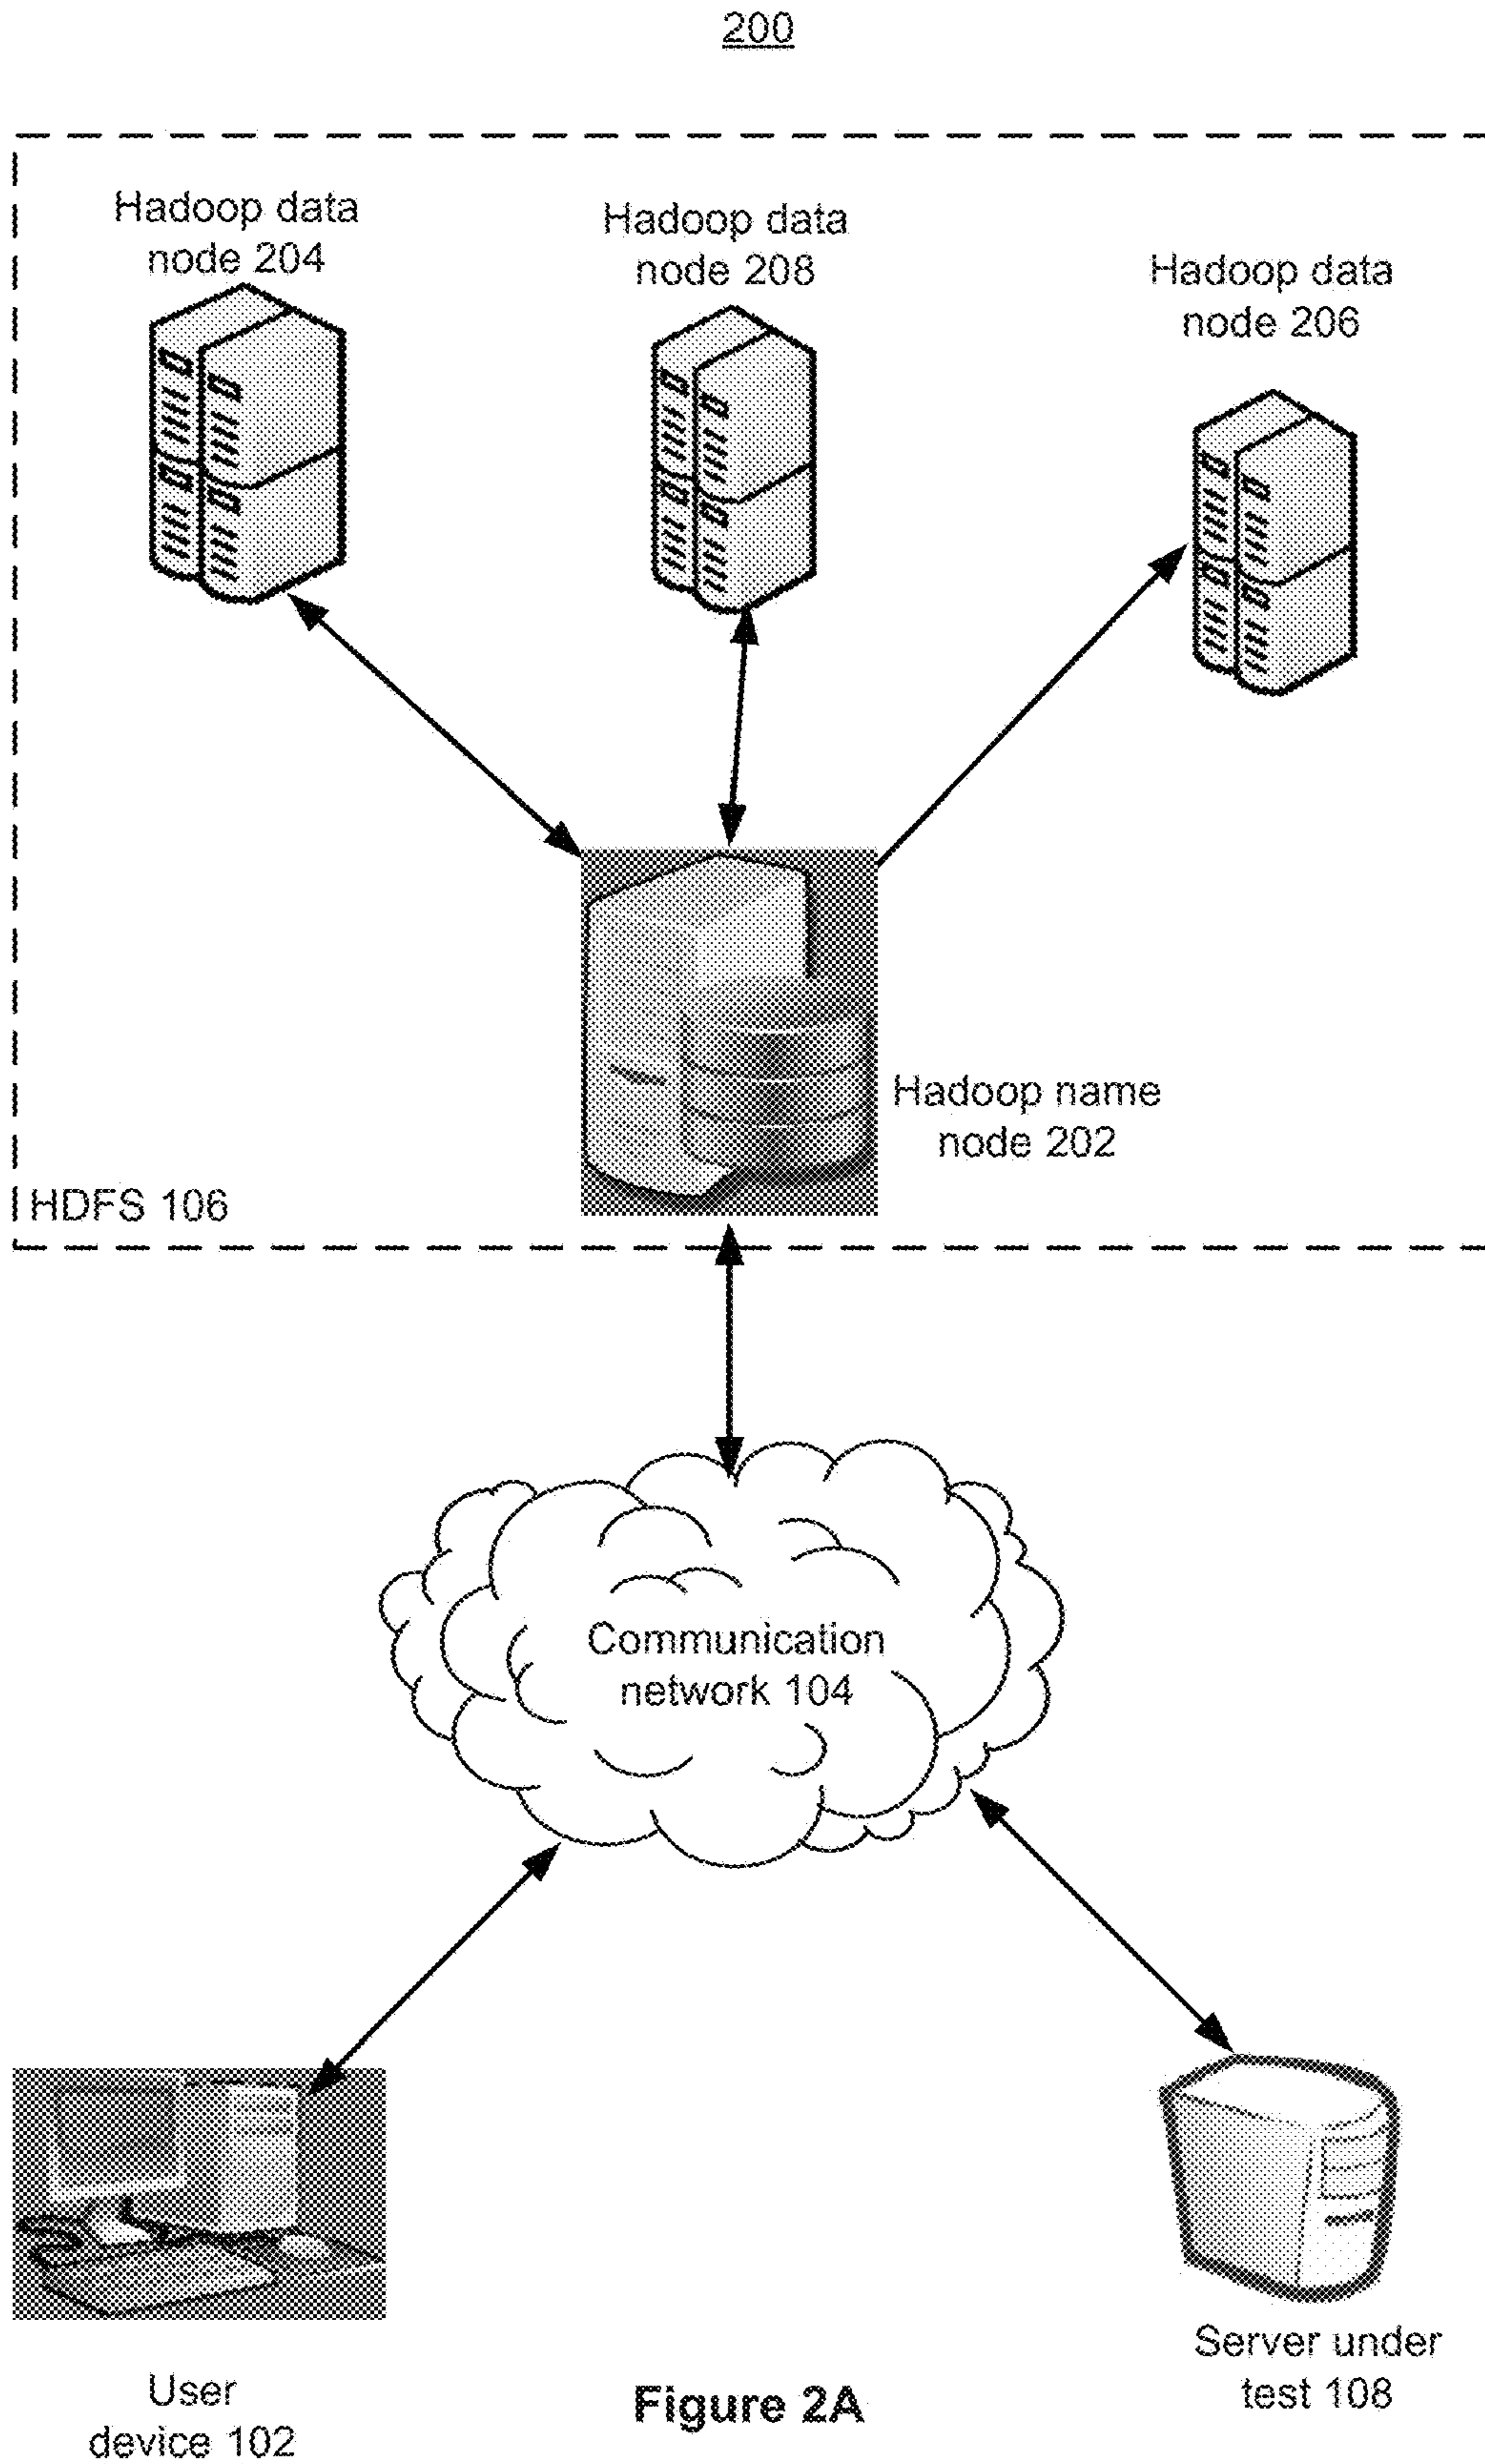 200
Hadoop data
node 204
Hadoop data
node 208
Hadoop data
node 206
Hadoop name
node 202
HDFS 106
Communication
network 104
User
device 102
Server under
test 108
Figure 2A